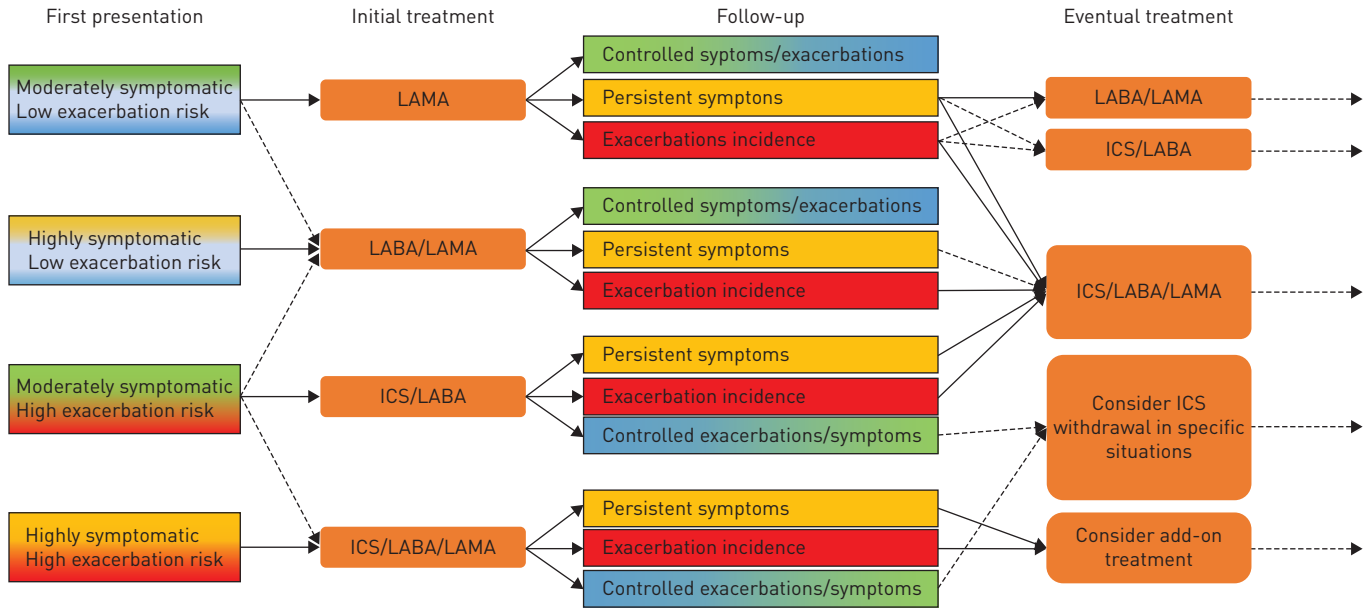 First presentation
Initial treatment
Follow-up
Eventual treatment
Moderately symptomatic
Low exacerbation risk
Highly symptomatic
Low exacerbation risk
Moderately symptomatic
High exacerbation risk
Highly symptomatic
High exacerbation risk
LAMA
LABA/LAMA
ICS/LABA
ICS/LABA/LAMA
Controlled syptoms/exacerbations
Persistent symptons
Exacerbations incidence
Controlled symptoms/exacerbations
Persistent symptoms
Exacerbation incidence
Persistent symptoms
Exacerbation incidence
Controlled exacerbations/symptoms
Persistent symptoms
Exacerbation incidence
Controlled exacerbations/symptoms
LABA/LAMA
ICS/LABA
ICS/LABA/LAMA
Consider ICS
withdrawal in specific
situations
Consider add-on
treatment